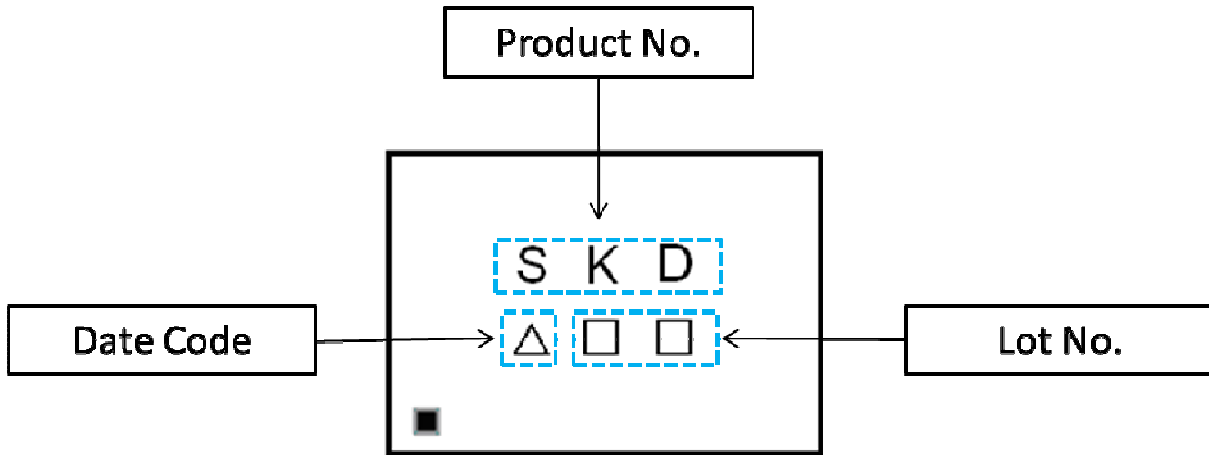 Product No.
S K D
Date Code
△ □ □
Lot No.